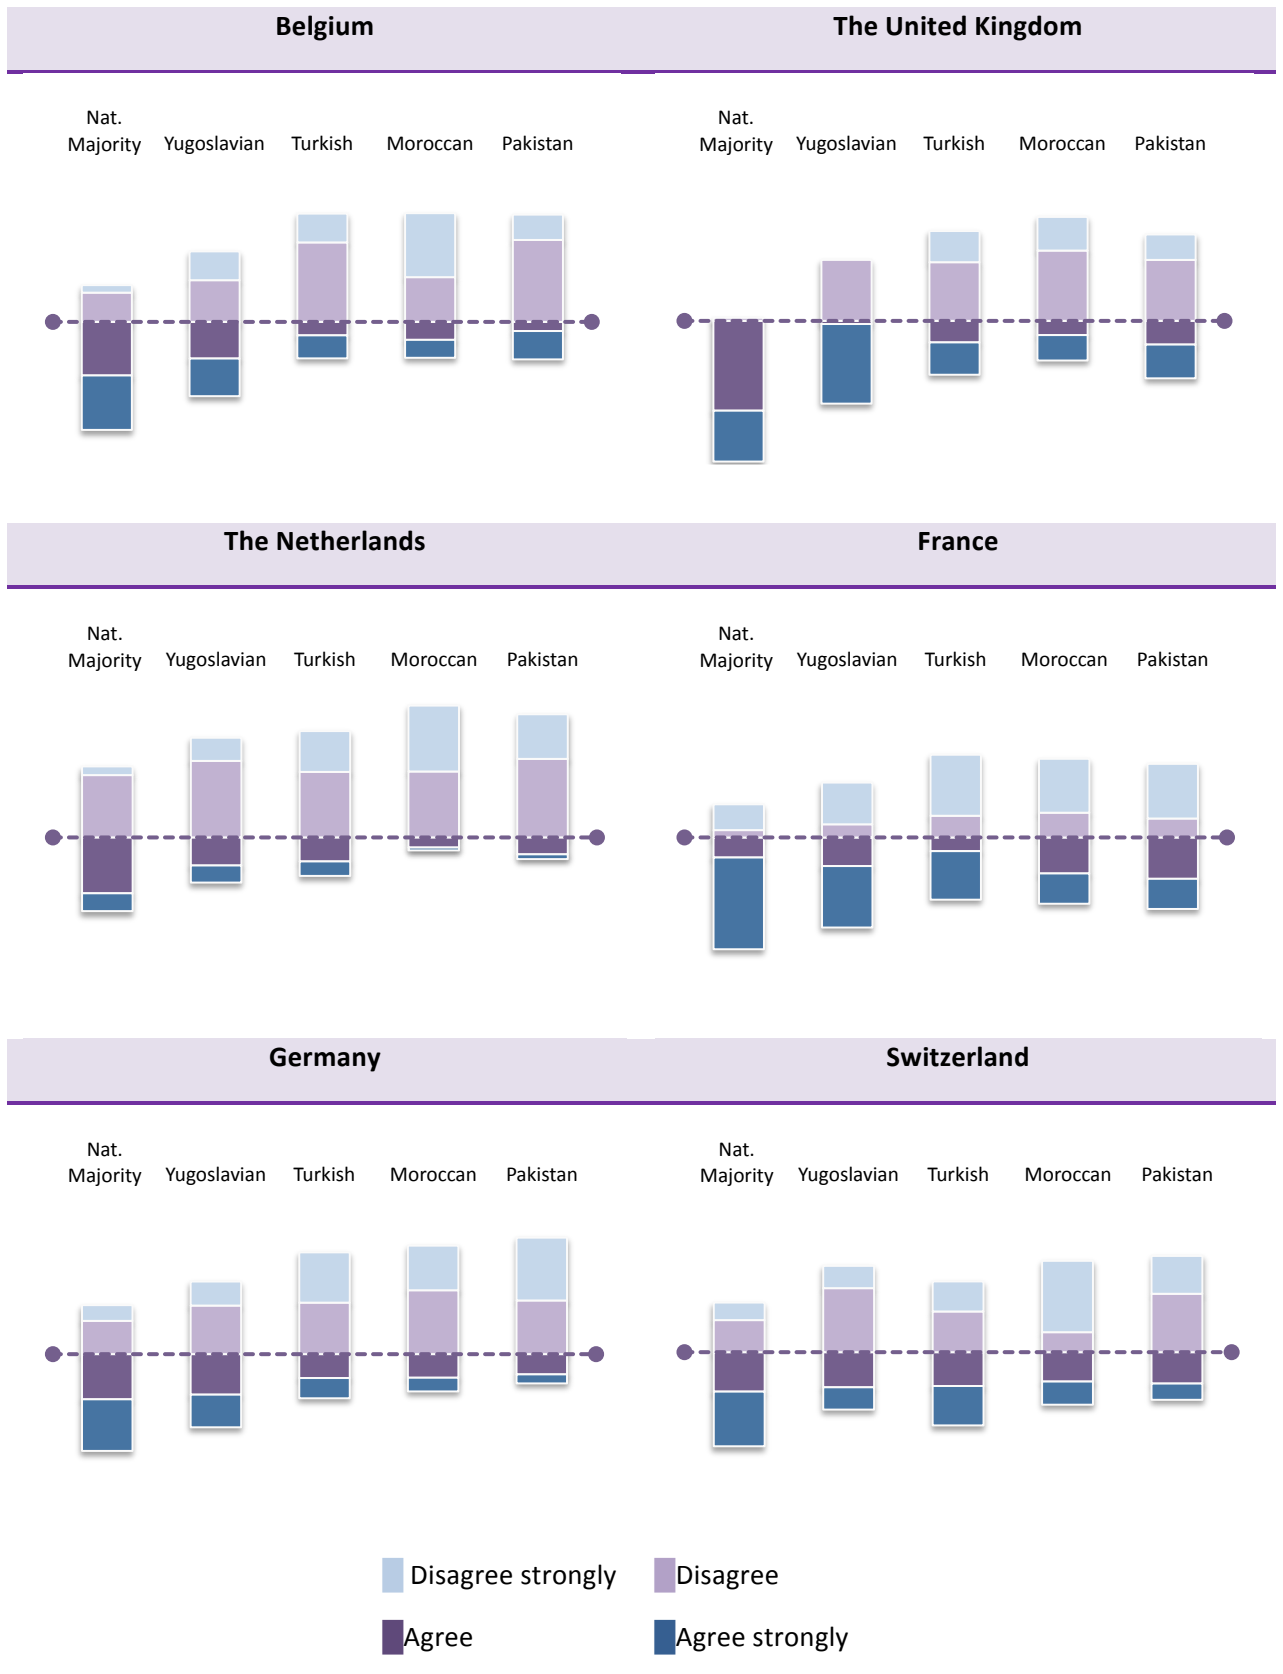 Belgium
The United Kingdom
Nat.
Majority Yugoslavian Turkish Moroccan Pakistan
Nat.
Majority Yugoslavian Turkish Moroccan Pakistan
The Netherlands
France
Nat.
Majority Yugoslavian Turkish Moroccan Pakistan
Nat.
Majority Yugoslavian Turkish Moroccan Pakistan
Germany
Switzerland
Nat.
Majority Yugoslavian Turkish Moroccan Pakistan
Nat.
Majority Yugoslavian Turkish Moroccan Pakistan
Disagree strongly
Disagree
Agree
Agree strongly